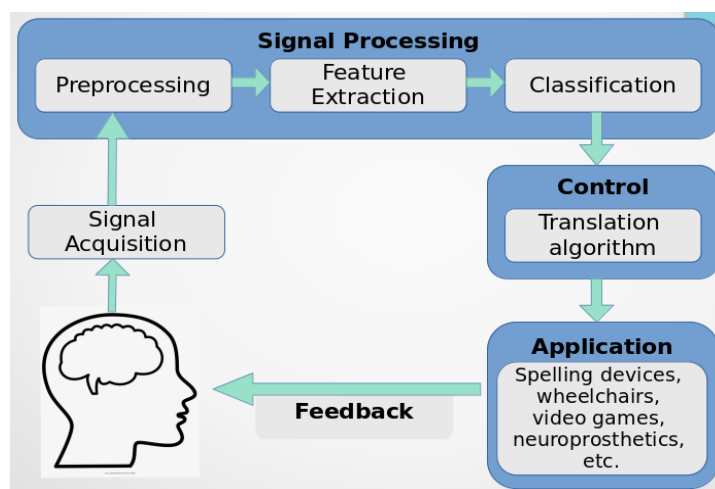 Signal Processing
Preprocessing
Feature
Extraction
Classification
Control
Translation
algorithm
Signal
Acquisition
Application
Spelling devices,
wheelchairs,
video games,
neuroprosthetics,
etc.
Feedback